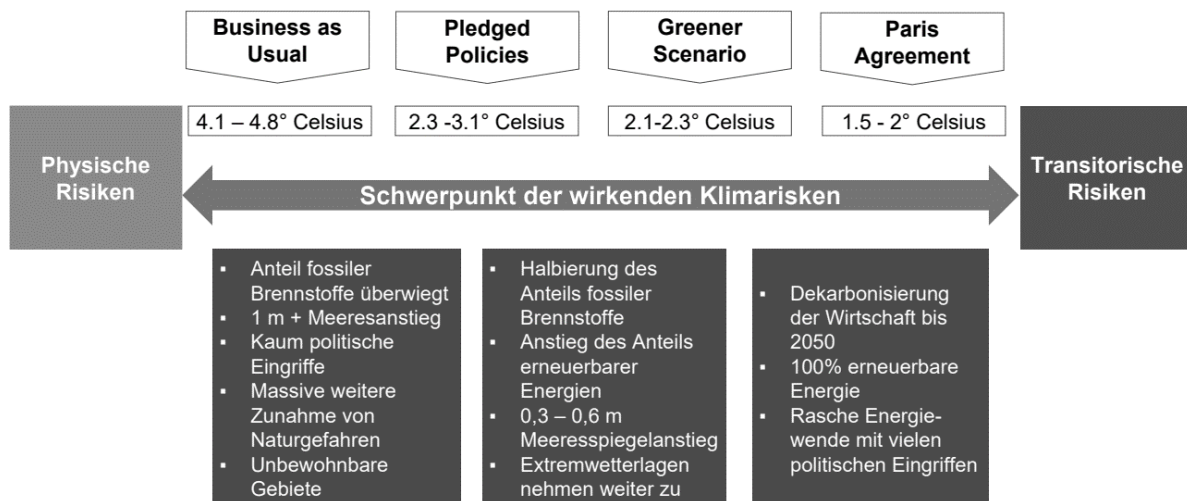 Business as
Usual
Pledged
Policies
Greener
Scenario
Paris
Agreement
4.1 – 4.8° Celsius
2.3 -3.1° Celsius
2.1-2.3° Celsius
1.5 - 2° Celsius
Physische
Risiken
Schwerpunkt der wirkenden Klimarisken
Transitorische
Risiken
▪ Anteil fossiler
Brennstoffe überwiegt
▪ 1 m + Meeresanstieg
▪ Kaum politische
Eingriffe
▪ Massive weitere
Zunahme von
Naturgefahren
▪ Unbewohnbare
Gebiete
▪ Halbierung des
Anteils fossiler
Brennstoffe
▪ Anstieg des Anteils
erneuerbarer
Energien
▪ 0,3 – 0,6 m
Meeresspiegelanstieg
▪ Extremwetterlagen
nehmen weiter zu
▪ Dekarbonisierung
der Wirtschaft bis
2050
▪ 100% erneuerbare
Energie
▪ Rasche Energie-
wende mit vielen
politischen Eingriffen